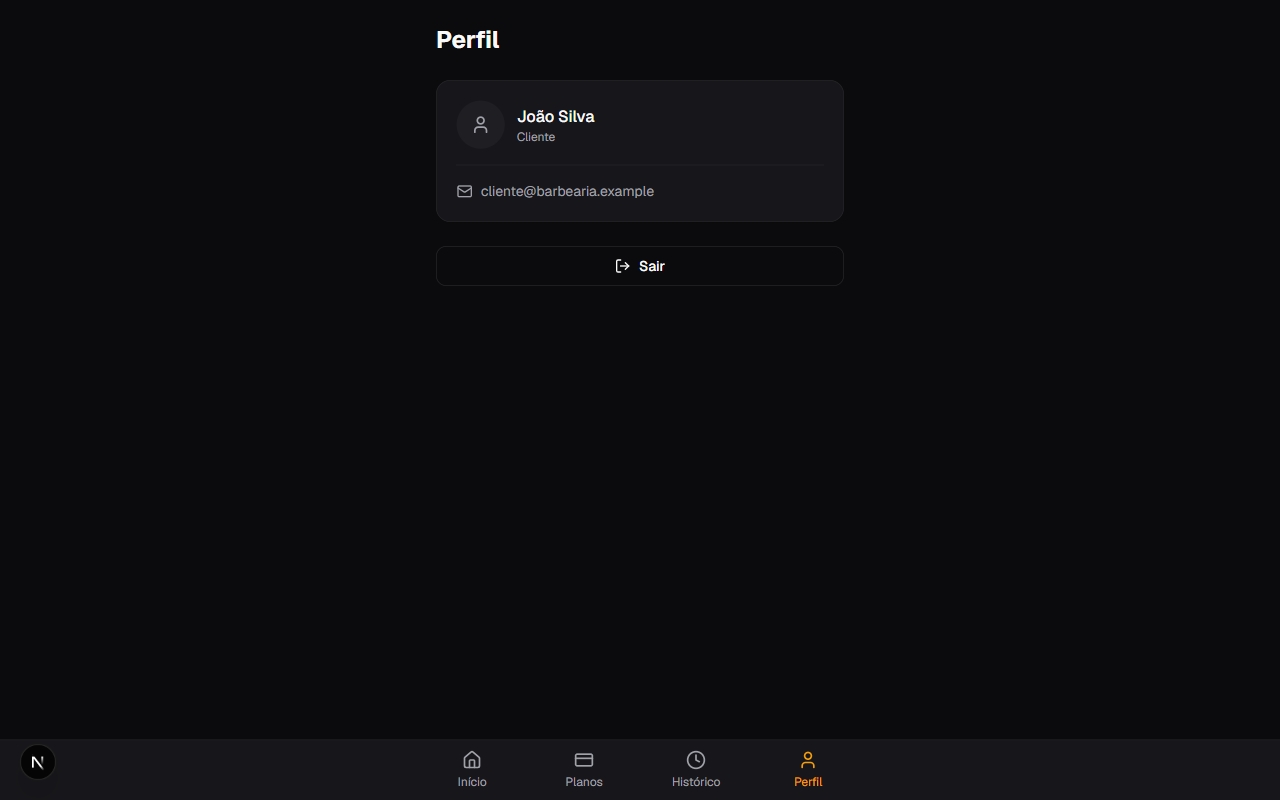 Perfil
João Silva
Cliente
cliente@barbearia.example
Sair
N
Início
Planos
Histórico
Perfil